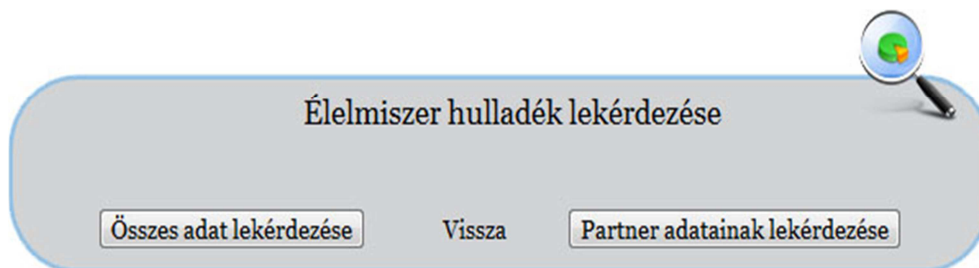 Élelmiszer hulladék lekérdezése
Összes adat lekérdezése Vissza Partner adatainak lekérdezése